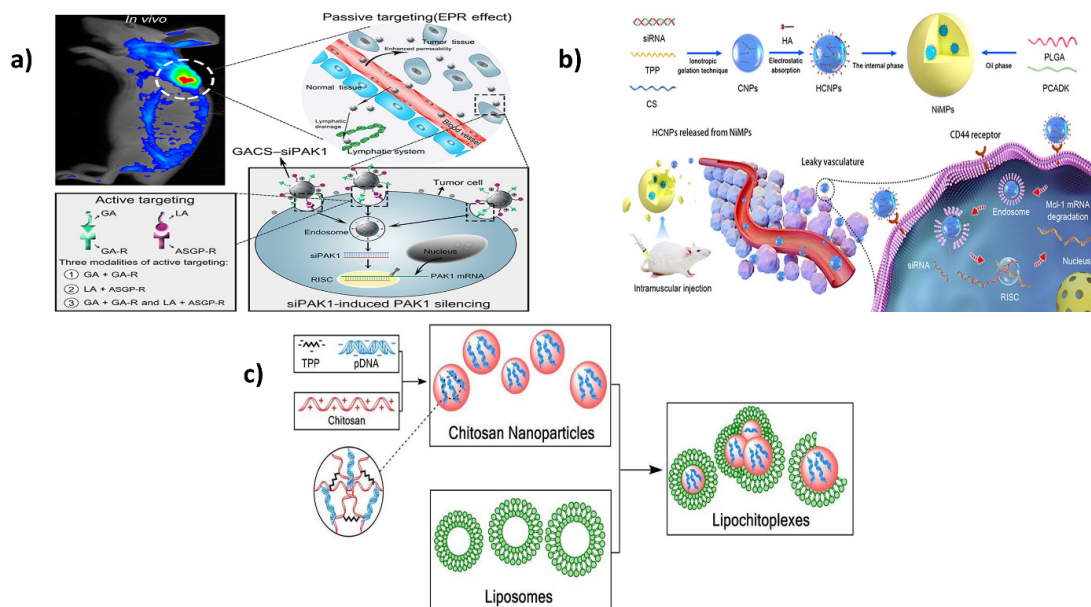 a)
In vivo
Passive targeting(EPR effect)
Enhanced permeability
Tumor tissue
Normal tissue
Blood vessel
Lymphatic
drainage
Lymphatic system
GACS–siPAK1
Tumor cell
Endosome
Nucleus
siPAK1
RISC
PAK1 mRNA
siPAK1-induced PAK1 silencing
Active targeting
GA
LA
GA-R
ASGP-R
Three modalities of active targeting:
1 GA + GA-R
2 LA + ASGP-R
3 GA + GA-R and LA + ASGP-R
b)
siRNA
TPP
CS
Ionotropic
gelation technique
CNPs
HA
Electrostatic
absorption
HCNPs
The internal phase
NiMPs
Oil phase
PLGA
PCADK
HCNPs released from NiMPs
Intramuscular injection
Leaky vasculature
CD44 receptor
Endosome
Mcl-1 mRNA
degradation
siRNA
RISC
Nucleus
c)
TPP
pDNA
Chitosan
Chitosan Nanoparticles
Liposomes
Lipochitoplexes